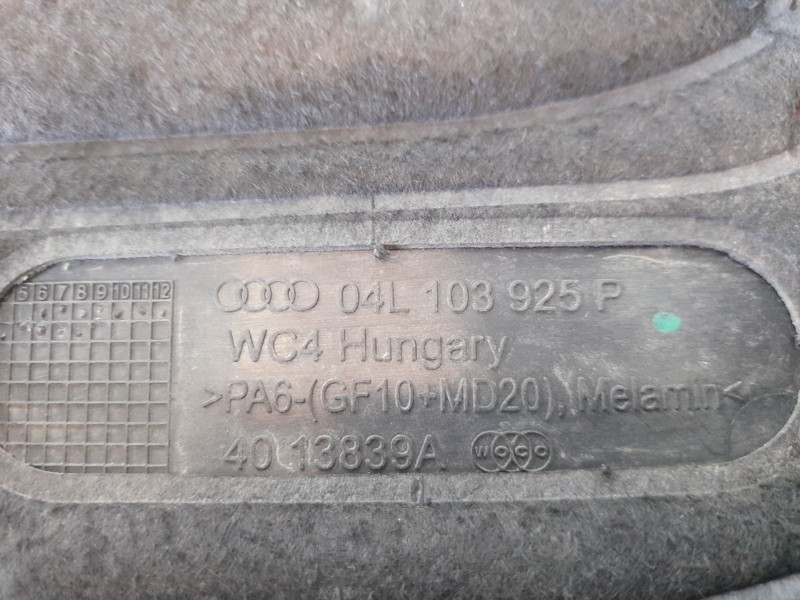 5 6 7 8 9 10 11 12
04L 103 925 P
WC4 Hungary
>PA6-(GF10+MD20), Melamin<
40 13839A WOCO